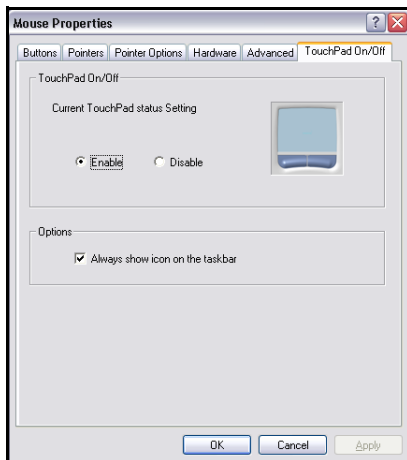 Mouse Properties
Buttons Pointers Pointer Options Hardware Advanced TouchPad On/Off
TouchPad On/Off
Current TouchPad status Setting
Enable Disable
Options
Always show icon on the taskbar
OK Cancel Apply